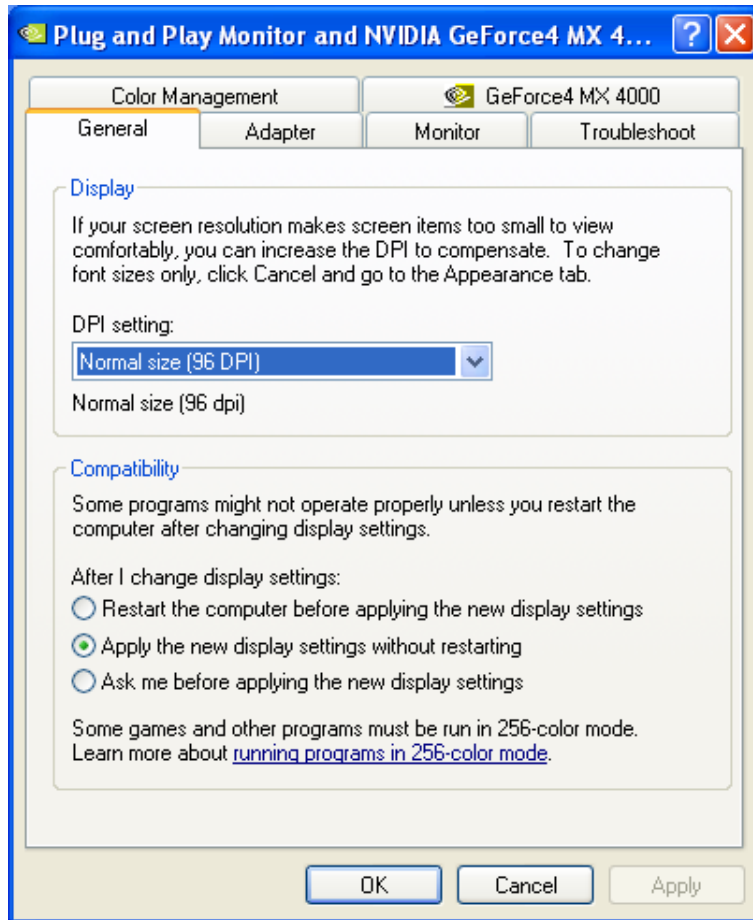 Plug and Play Monitor and NVIDIA GeForce4 MX 4...
Color Management
GeForce4 MX 4000
General
Adapter
Monitor
Troubleshoot
Display
If your screen resolution makes screen items too small to view
comfortably, you can increase the DPI to compensate. To change
font sizes only, click Cancel and go to the Appearance tab.
DPI setting:
Normal size (96 DPI)
Normal size (96 dpi)
Compatibility
Some programs might not operate properly unless you restart the
computer after changing display settings.
After I change display settings:
Restart the computer before applying the new display settings
Apply the new display settings without restarting
Ask me before applying the new display settings
Some games and other programs must be run in 256-color mode.
Learn more about running programs in 256-color mode.
OK
Cancel
Apply